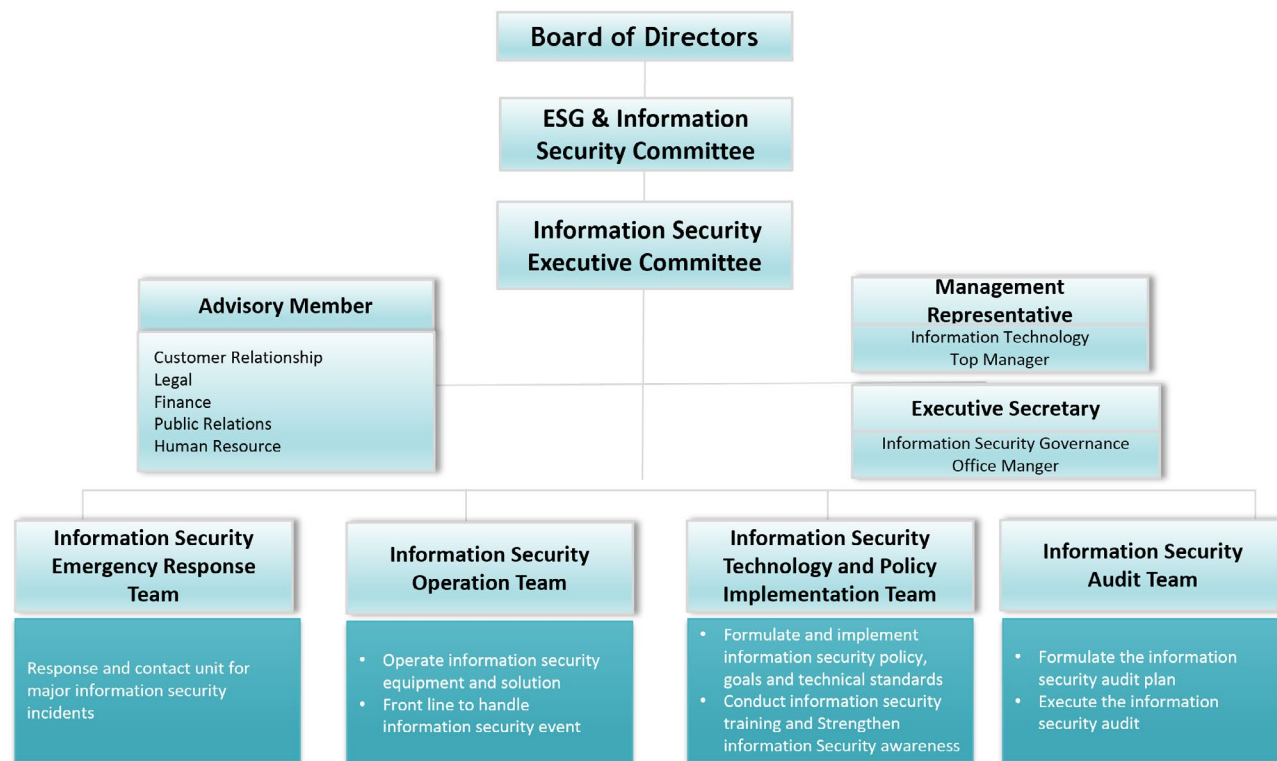 Board of Directors
ESG & Information
Security Committee
Information Security
Executive Committee
Advisory Member
Customer Relationship
Legal
Finance
Public Relations
Human Resource
Management
Representative
Information Technology
Top Manager
Executive Secretary
Information Security Governance
Office Manger
Information Security
Emergency Response
Team
Response and contact unit for
major information security
incidents
Information Security
Operation Team
• Operate information security
equipment and solution
• Front line to handle
information security event
Information Security
Technology and Policy
Implementation Team
• Formulate and implement
information security policy,
goals and technical standards
• Conduct information security
training and Strengthen
information Security awareness
Information Security
Audit Team
• Formulate the information
security audit plan
• Execute the information
security audit